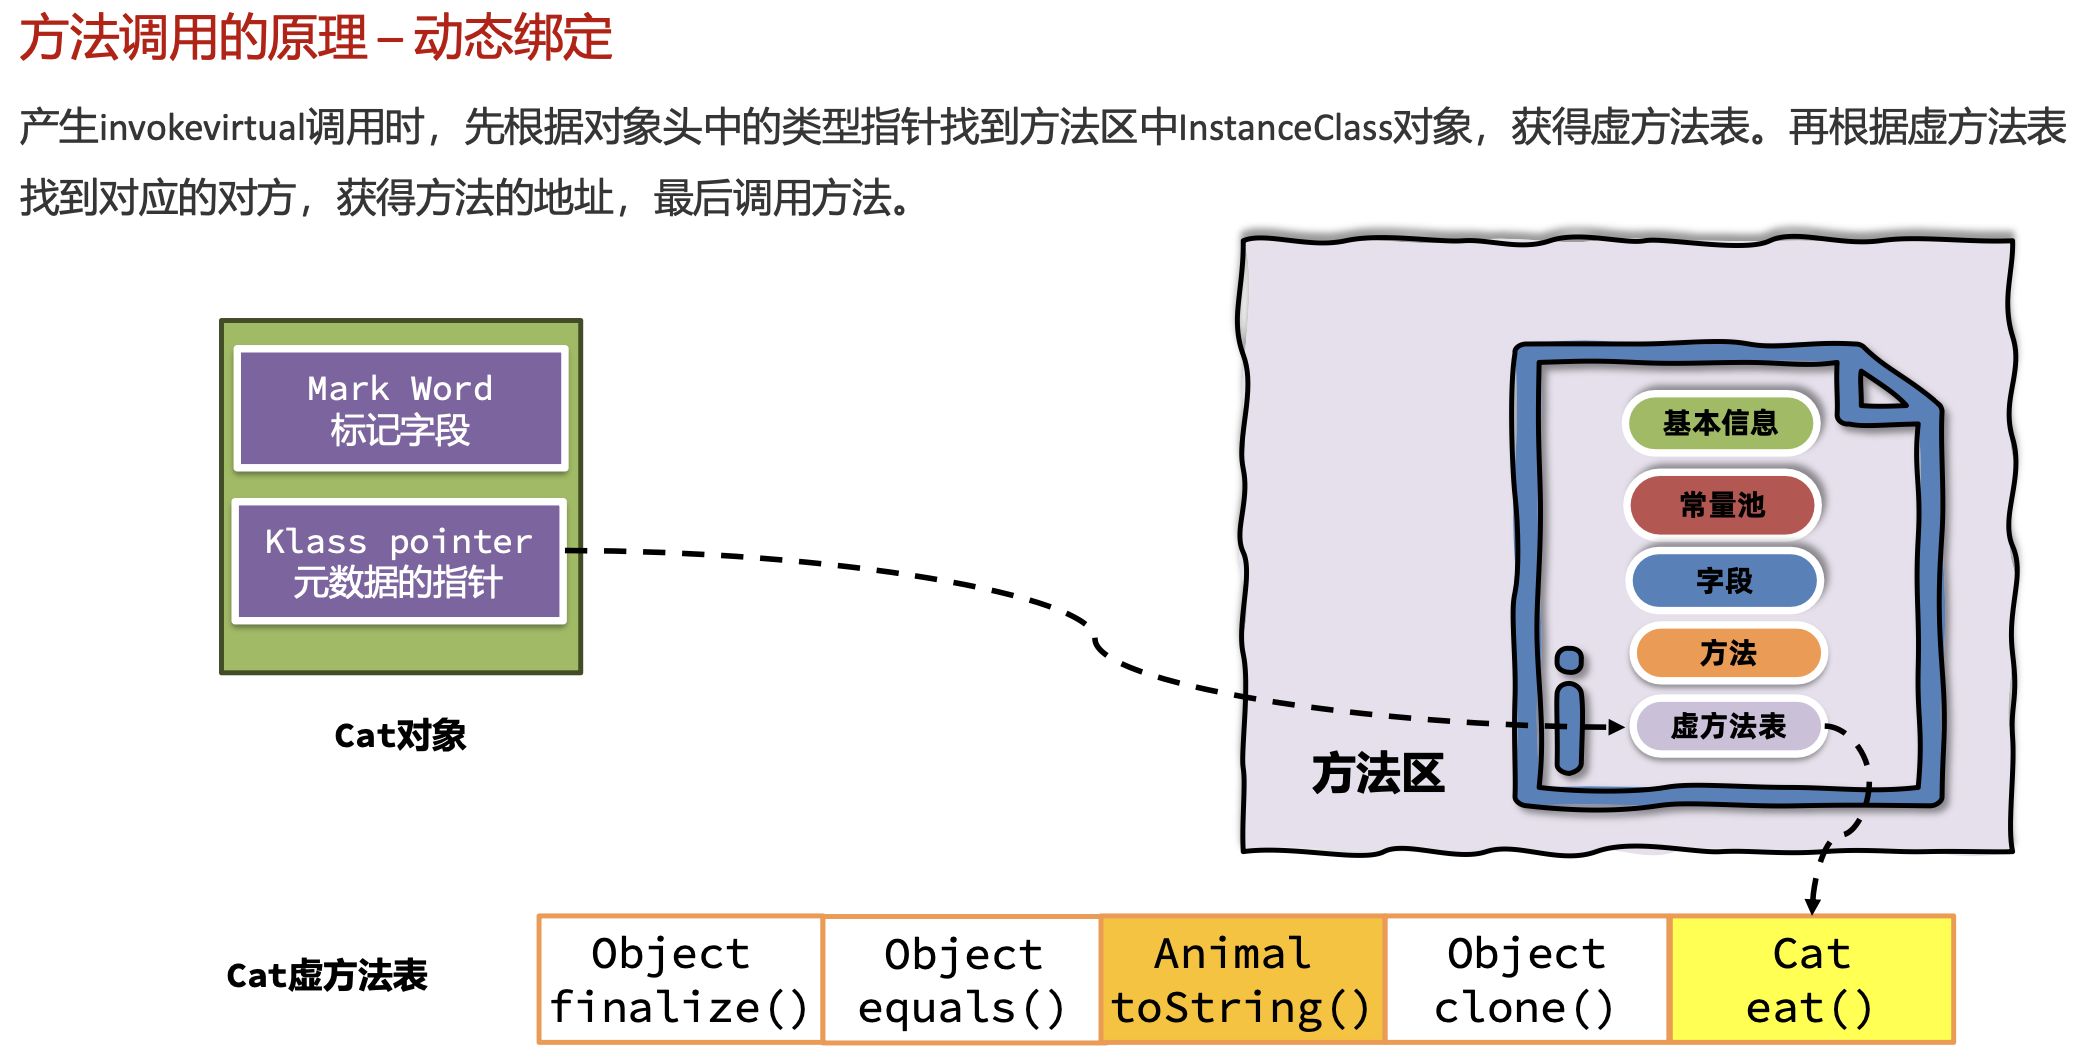 方法调用的原理 – 动态绑定
产生invokevirtual调用时，先根据对象头中的类型指针找到方法区中InstanceClass对象，获得虚方法表。再根据虚方法表
找到对应的对方，获得方法的地址，最后调用方法。
Mark Word
标记字段
Klass pointer
元数据的指针
Cat对象
基本信息
常量池
字段
方法
虚方法表
方法区
Cat虚方法表
Object
finalize()
Object
equals()
Animal
toString()
Object
clone()
Cat
eat()